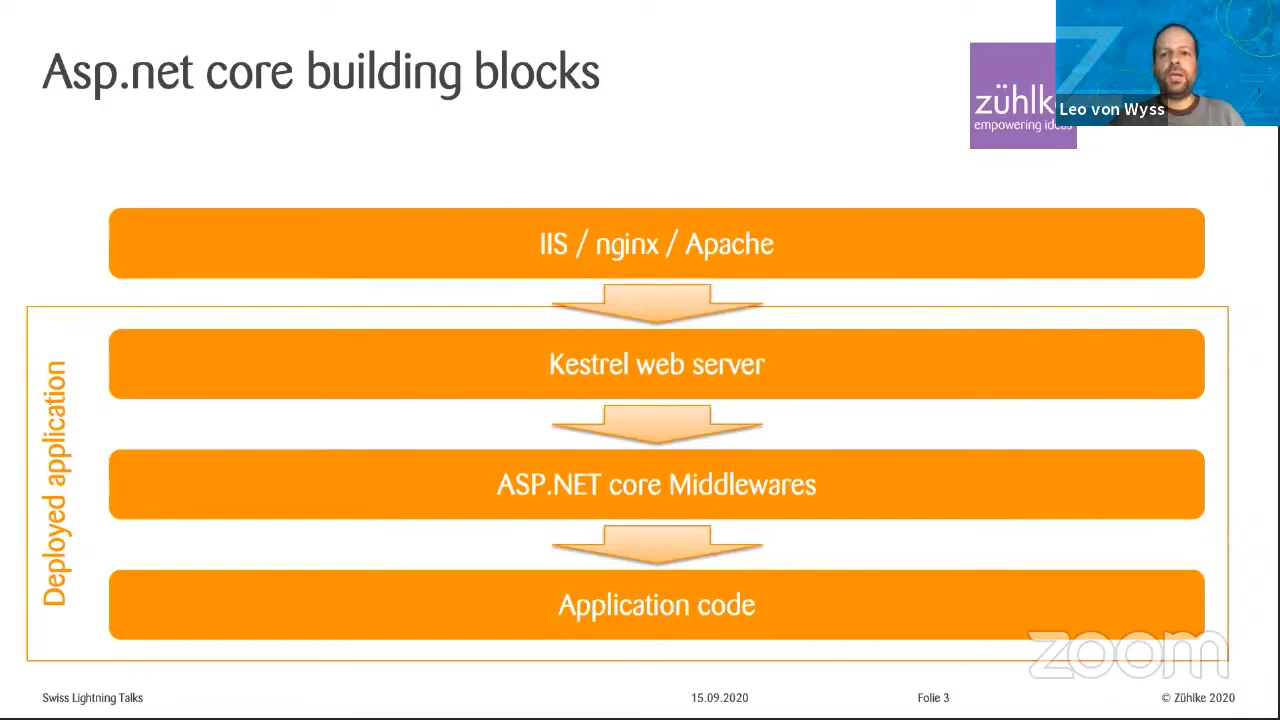 Asp.net core building blocks
zühlke
empowering ideas
Leo von Wyss
IIS / nginx / Apache
Deployed application
Kestrel web server
ASP.NET core Middlewares
Application code
zoom
Swiss Lightning Talks
15.09.2020
Folie 3
© Zühlke 2020